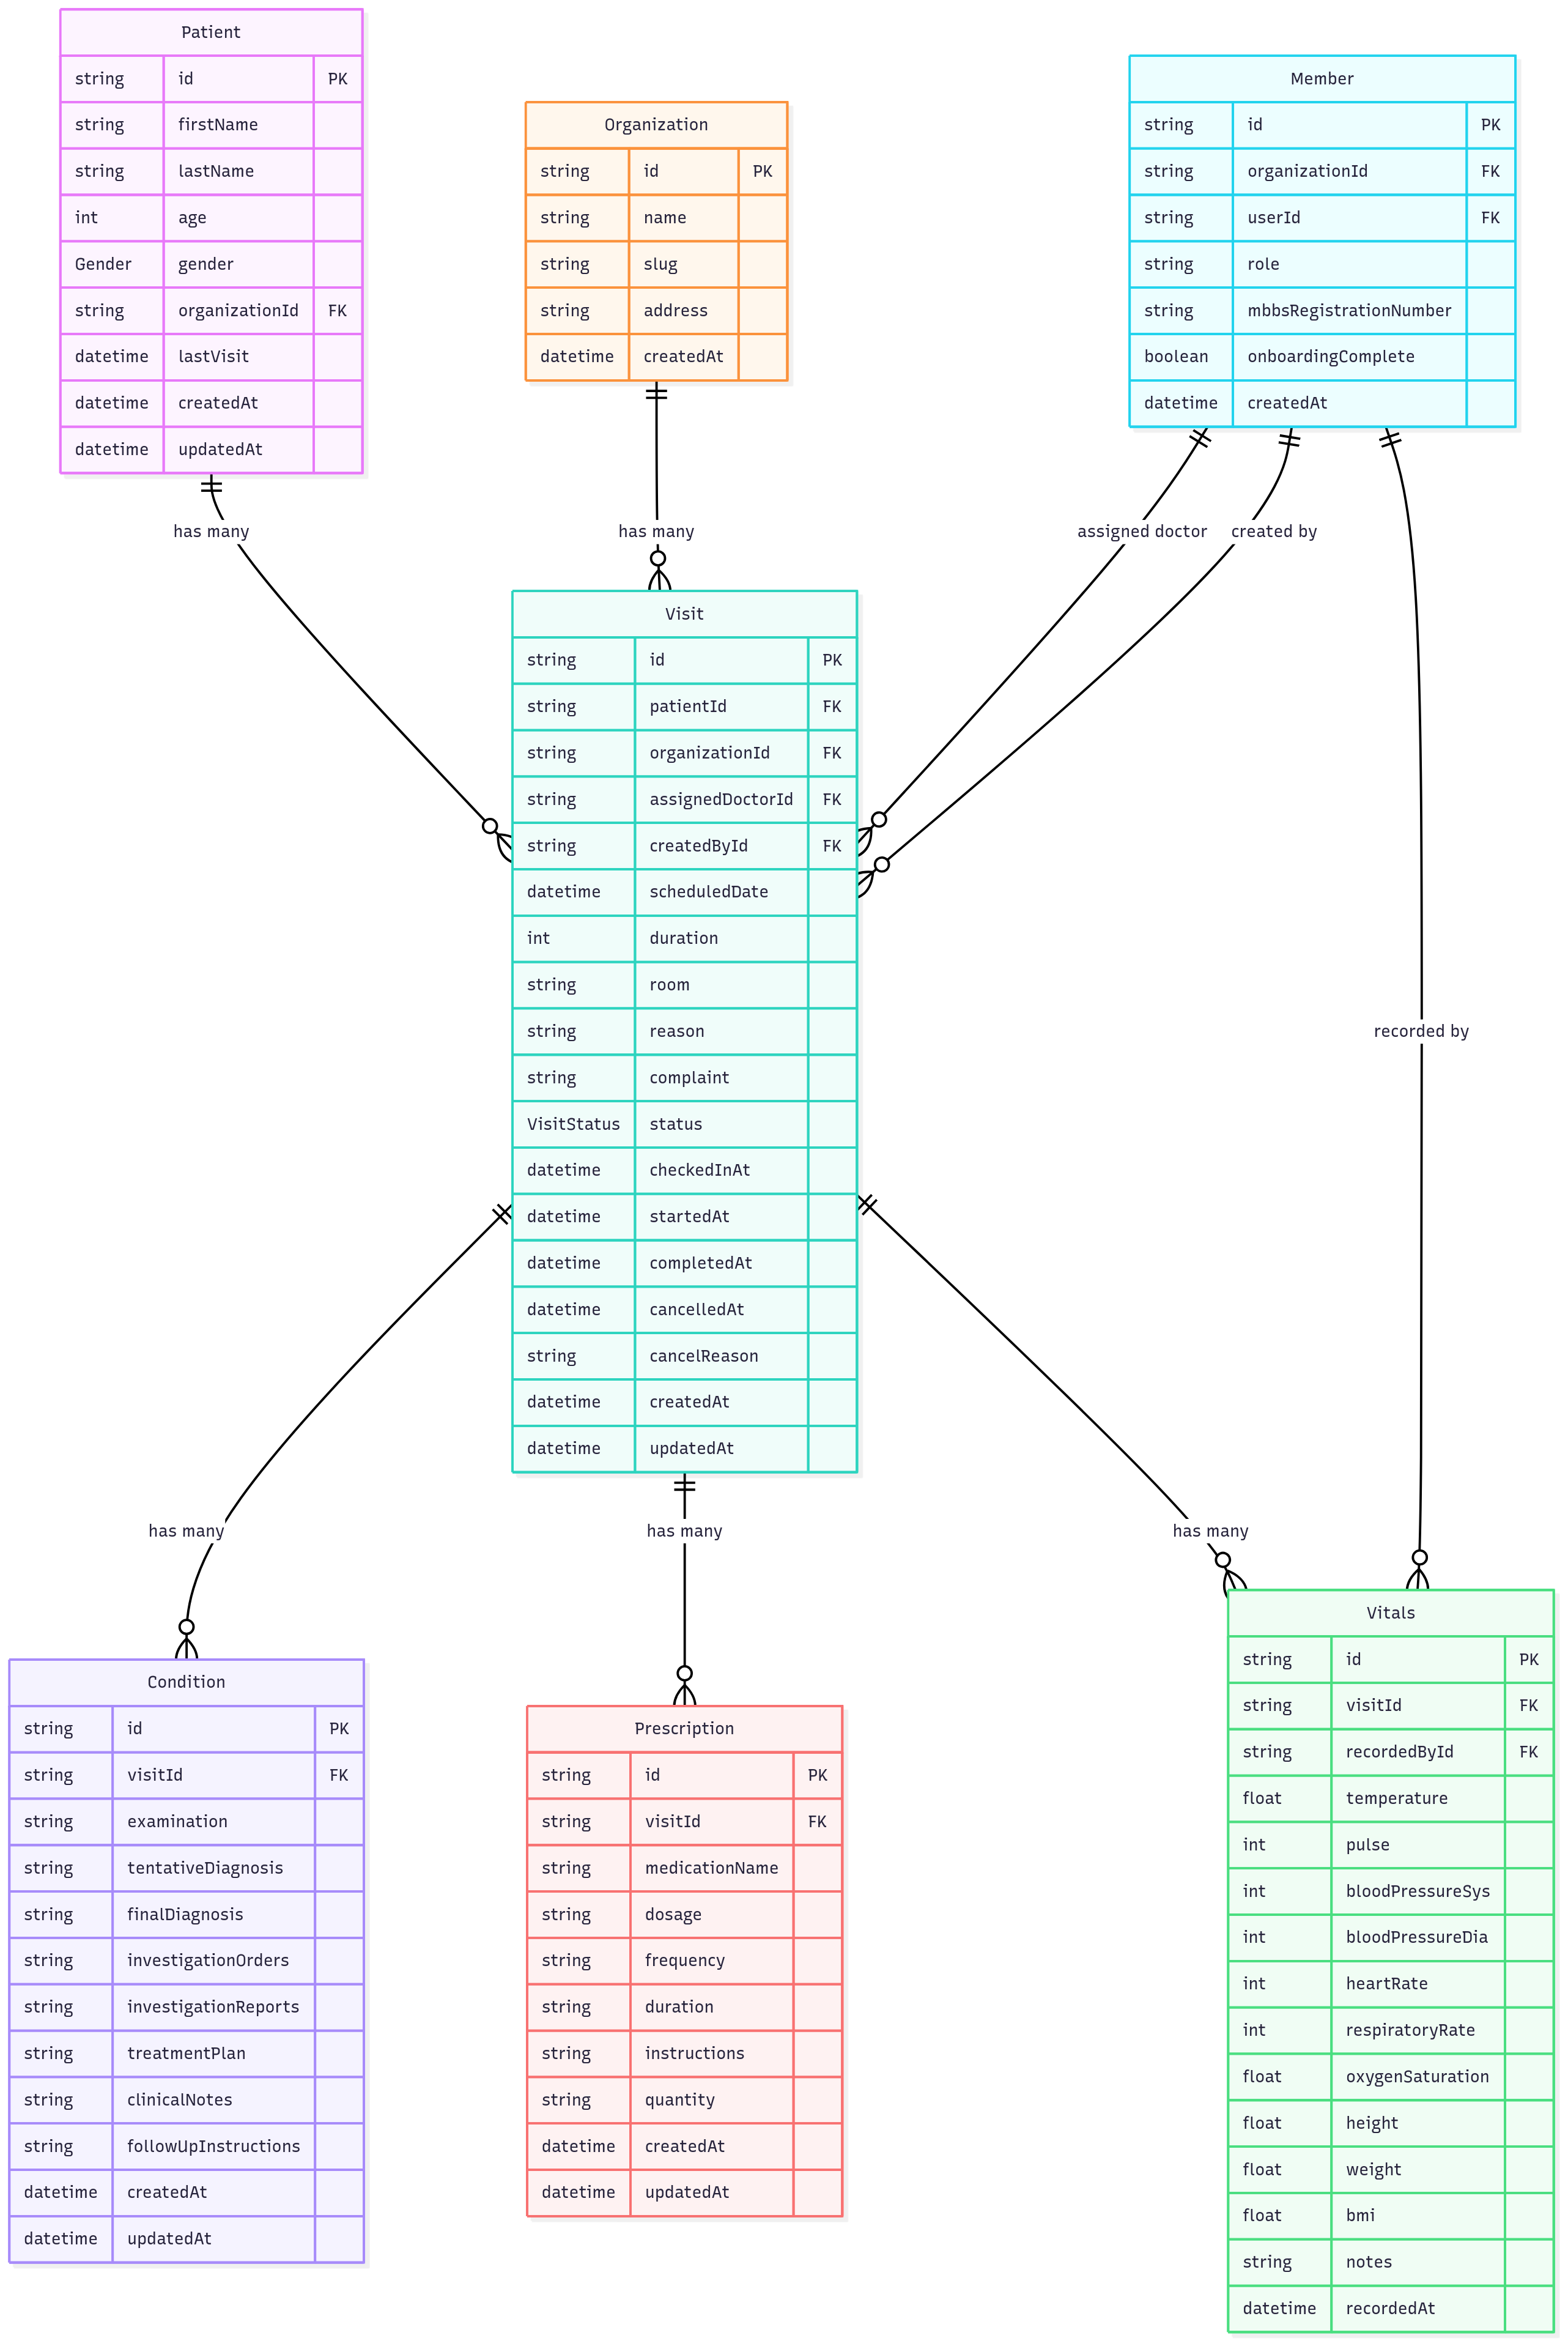 Patient
string id PK
string firstName
string lastName
int age
Gender gender
string organizationId FK
datetime lastVisit
datetime createdAt
datetime updatedAt
Organization
string id PK
string name
string slug
string address
datetime createdAt
Member
string id PK
string organizationId FK
string userId FK
string role
string mbbsRegistrationNumber
boolean onboardingComplete
datetime createdAt
has many
has many
assigned doctor
created by
Visit
string id PK
string patientId FK
string organizationId FK
string assignedDoctorId FK
string createdById FK
datetime scheduledDate
int duration
string room
string reason
string complaint
VisitStatus status
datetime checkedInAt
datetime startedAt
datetime completedAt
datetime cancelledAt
string cancelReason
datetime createdAt
datetime updatedAt
recorded by
has many
has many
has many
Condition
string id PK
string visitId FK
string examination
string tentativeDiagnosis
string finalDiagnosis
string investigationOrders
string investigationReports
string treatmentPlan
string clinicalNotes
string followUpInstructions
datetime createdAt
datetime updatedAt
Prescription
string id PK
string visitId FK
string medicationName
string dosage
string frequency
string duration
string instructions
string quantity
datetime createdAt
datetime updatedAt
Vitals
string id PK
string visitId FK
string recordedById FK
float temperature
int pulse
int bloodPressureSys
int bloodPressureDia
int heartRate
int respiratoryRate
float oxygenSaturation
float height
float weight
float bmi
string notes
datetime recordedAt